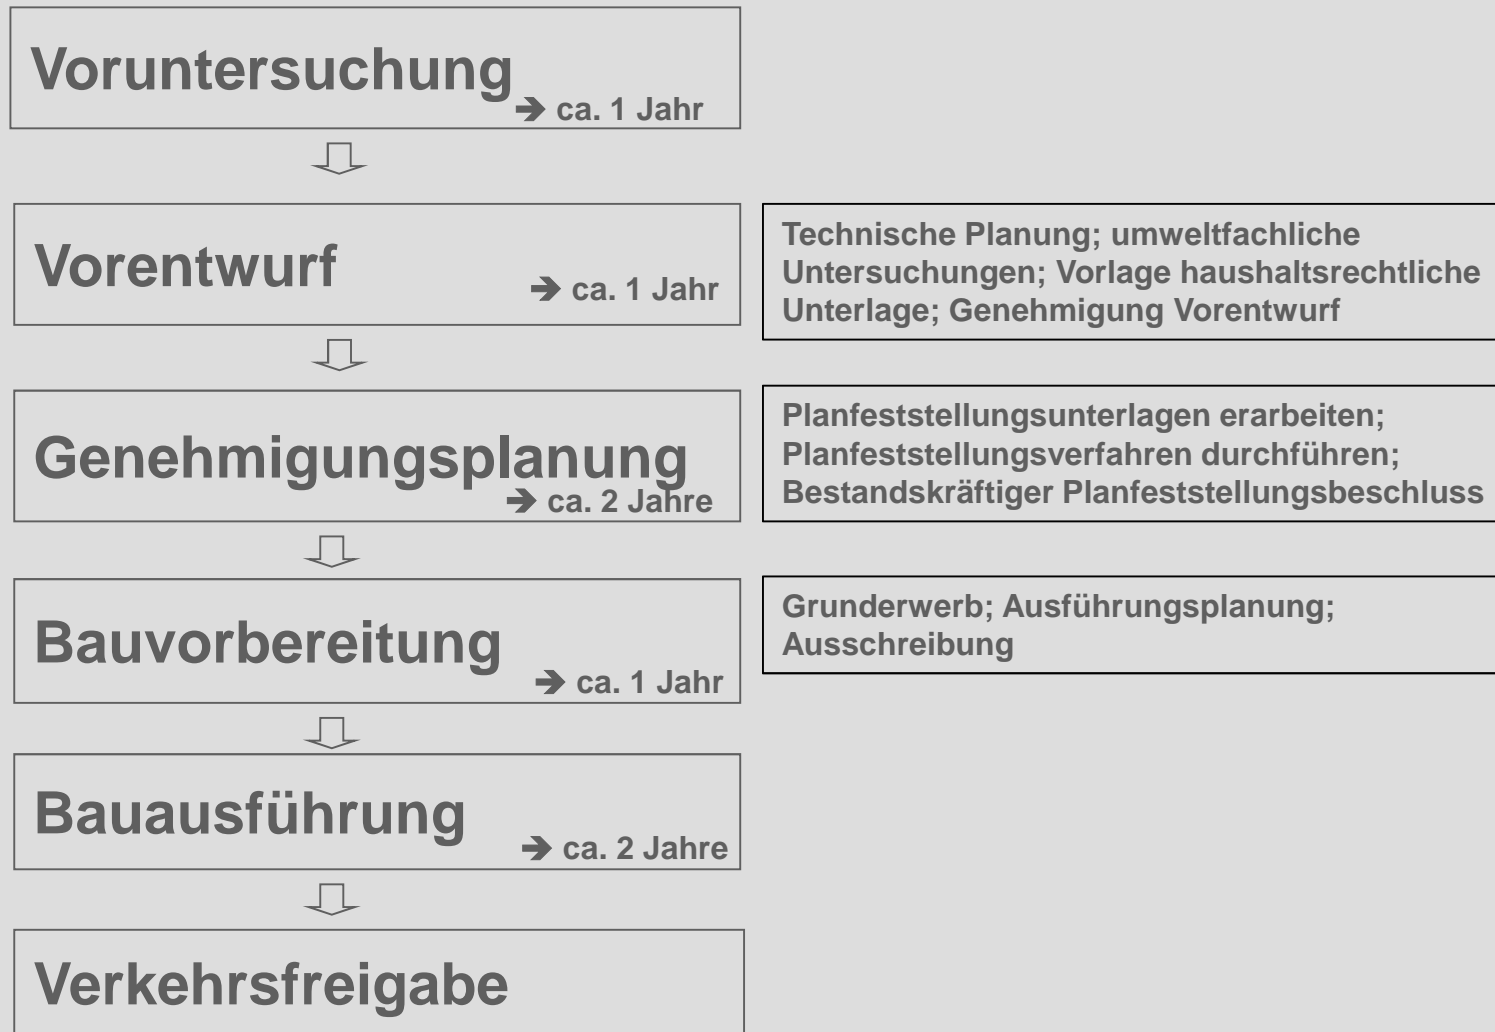 Voruntersuchung
➔ ca. 1 Jahr
Vorentwurf
➔ ca. 1 Jahr
Technische Planung; umweltfachliche
Untersuchungen; Vorlage haushaltsrechtliche
Unterlage; Genehmigung Vorentwurf
Genehmigungsplanung
➔ ca. 2 Jahre
Planfeststellungsunterlagen erarbeiten;
Planfeststellungsverfahren durchführen;
Bestandskräftiger Planfeststellungsbeschluss
Bauvorbereitung
➔ ca. 1 Jahr
Grunderwerb; Ausführungsplanung;
Ausschreibung
Bauausführung
➔ ca. 2 Jahre
Verkehrsfreigabe